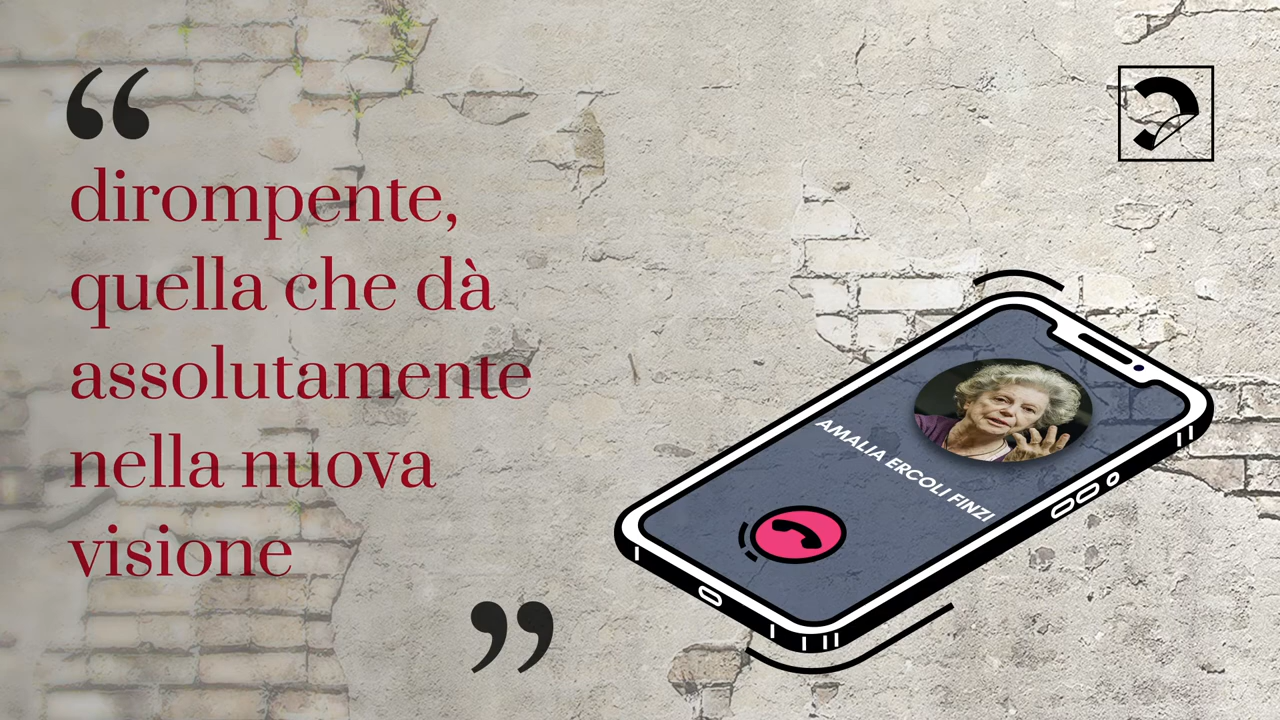 “
dirompente,
quella che dà
assolutamente
nella nuova
visione
”
AMALIA ERCOLI FINZI